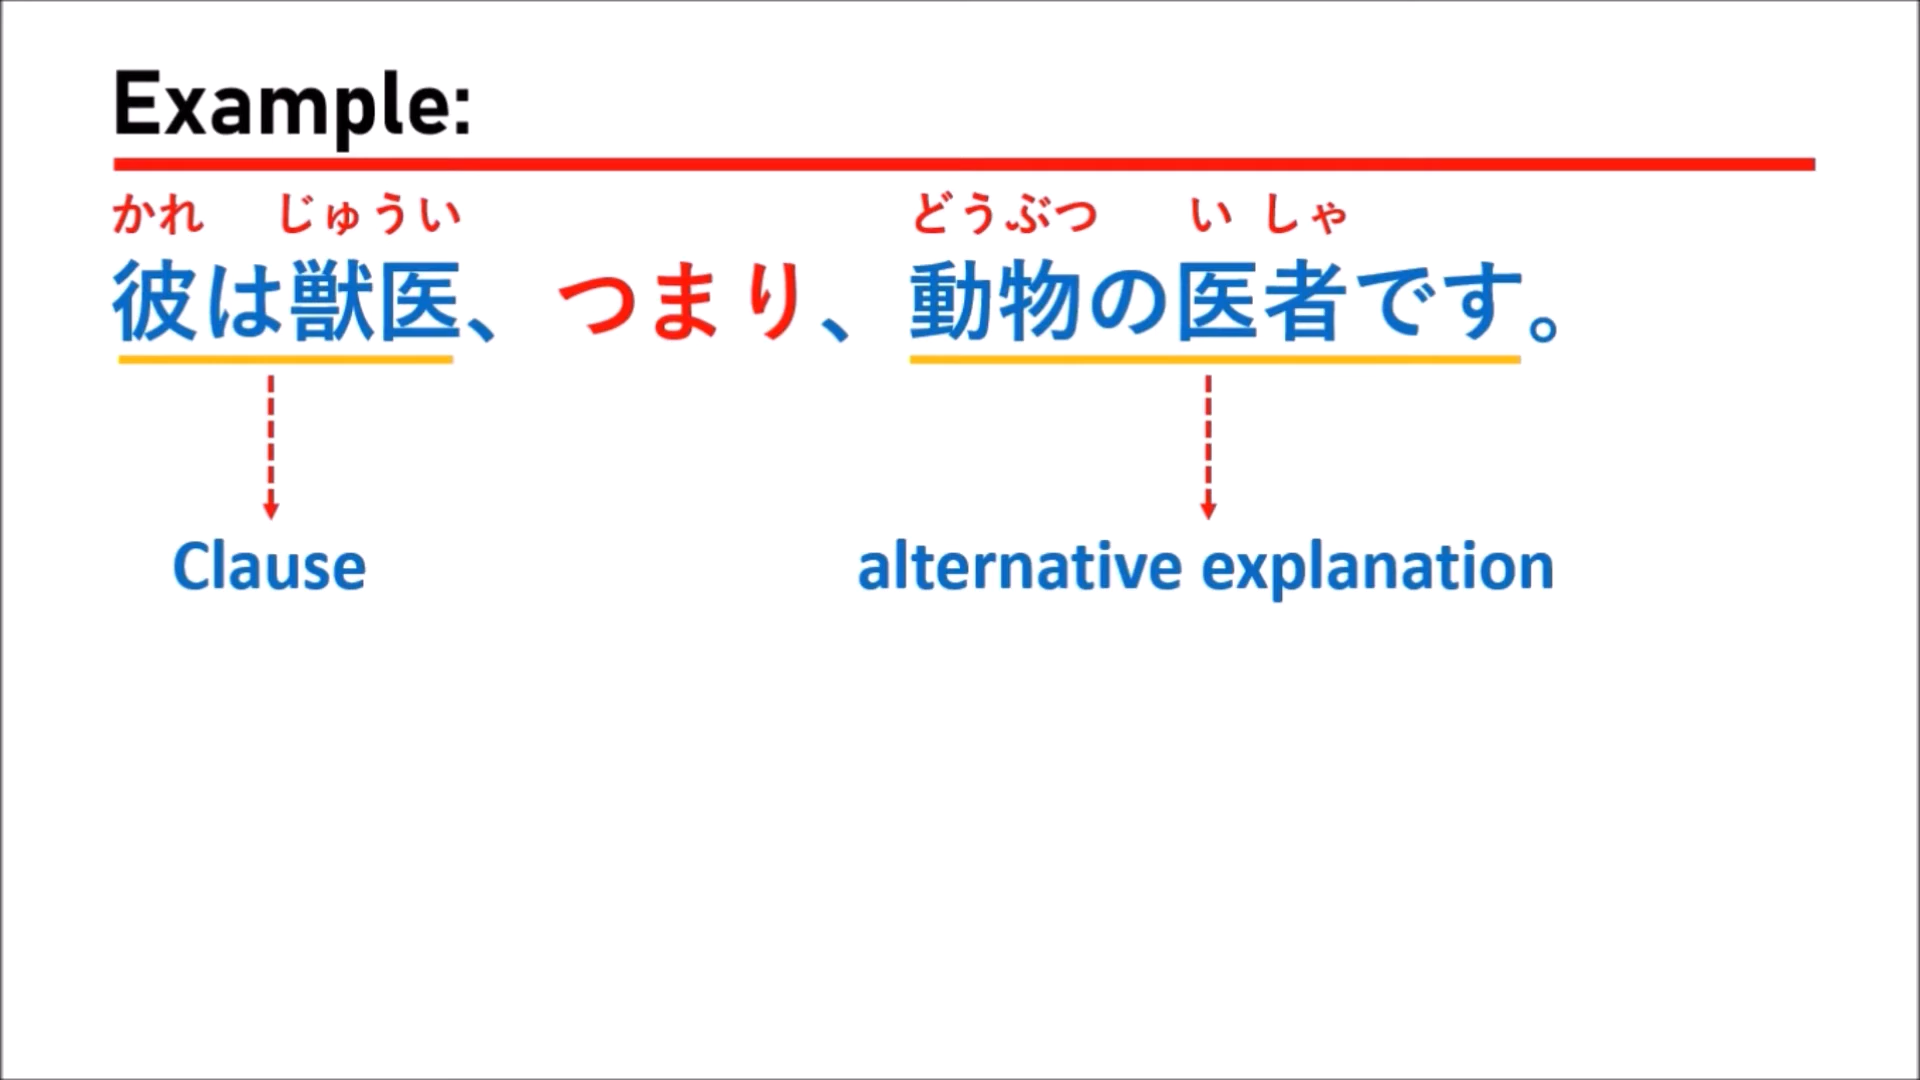 Example:
かれ じゅうい どうぶつ い しゃ
彼は獣医、つまり、動物の医者です。
Clause alternative explanation